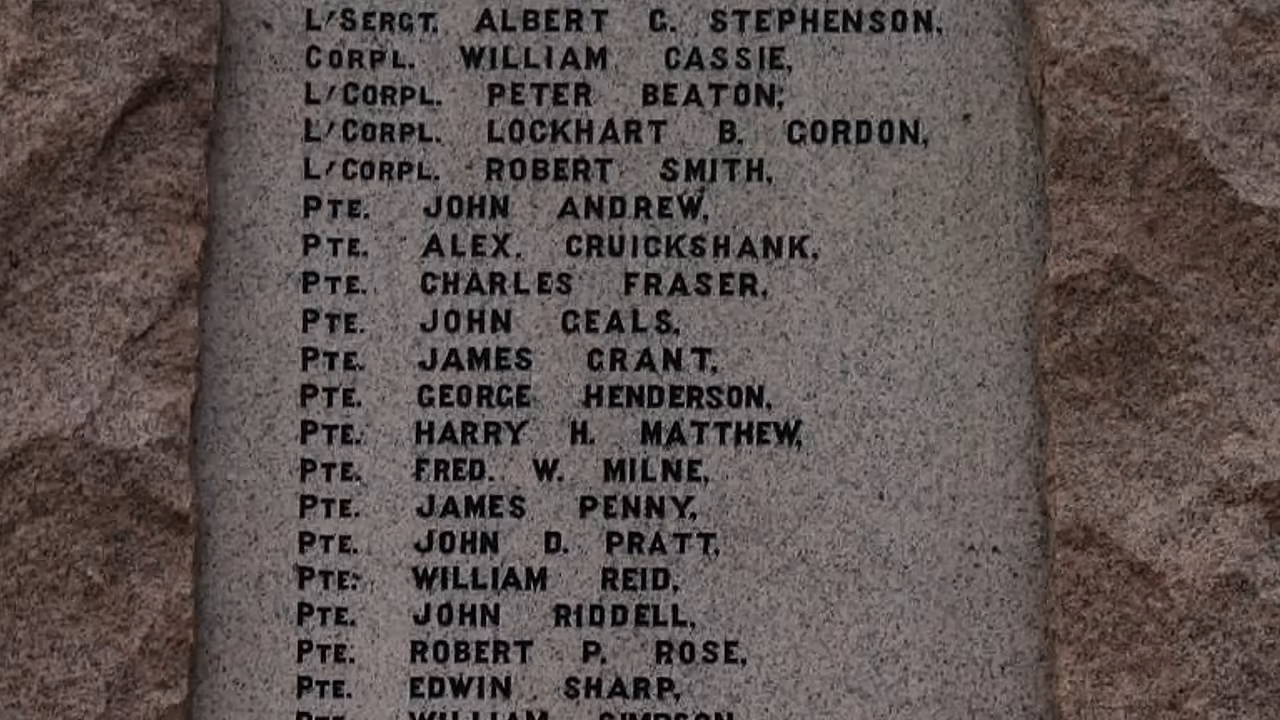 L/SERGT. ALBERT G. STEPHENSON,
CORPL. WILLIAM CASSIE,
L/CORPL. PETER BEATON,
L/CORPL. LOCKHART B. GORDON,
L/CORPL. ROBERT SMITH,
PTE. JOHN ANDREW,
PTE. ALEX. CRUICKSHANK,
PTE. CHARLES FRASER,
PTE. JOHN GEALS,
PTE. JAMES GRANT,
PTE. GEORGE HENDERSON,
PTE. HARRY H. MATTHEW,
PTE. FRED. W. MILNE,
PTE. JAMES PENNY,
PTE. JOHN D. PRATT,
PTE. WILLIAM REID,
PTE. JOHN RIDDELL,
PTE. ROBERT P. ROSE,
PTE. EDWIN SHARP,
PTE. WILLIAM SIMPSON